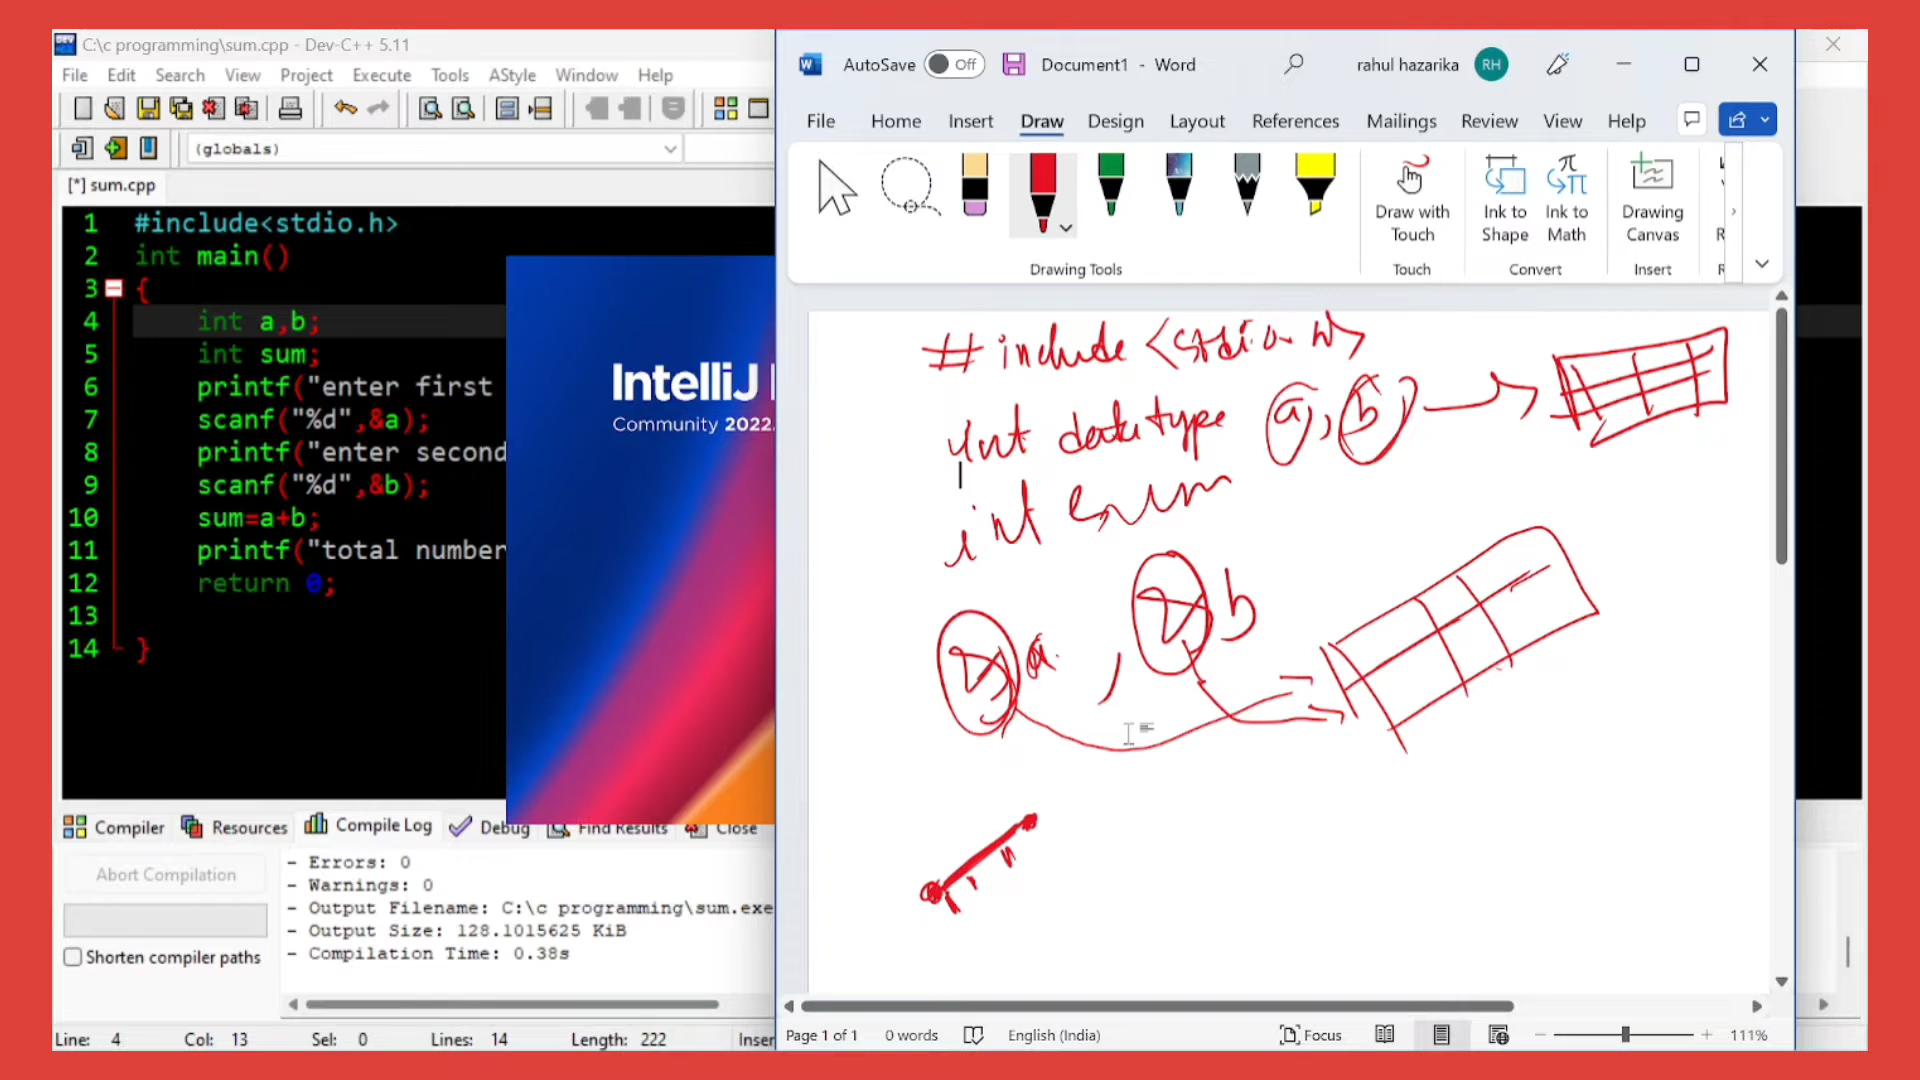 C:\c programming\sum.cpp - Dev-C++ 5.11
File Edit Search View Project Execute Tools AStyle Window Help
(globals)
[*] sum.cpp
1 #include<stdio.h>
2 int main()
3 {
4 int a,b;
5 int sum;
6 printf("enter first
7 scanf("%d",&a);
8 printf("enter second
9 scanf("%d",&b);
10 sum=a+b;
11 printf("total number
12 return 0;
13
14 }
IntelliJ
Community 2022.
Compiler Resources Compile Log Debug Find Results Close
Abort Compilation
Shorten compiler paths
- Errors: 0
- Warnings: 0
- Output Filename: C:\c programming\sum.exe
- Output Size: 128.1015625 KiB
- Compilation Time: 0.38s
Line: 4 Col: 13 Sel: 0 Lines: 14 Length: 222 Inser
AutoSave Off Document1 - Word rahul hazarika RH
File Home Insert Draw Design Layout References Mailings Review View Help
Draw with Touch
Ink to Shape
Ink to Math
Drawing Canvas
Drawing Tools Touch Convert Insert
# include <stdio.h>
int datatype a, b,
int sum
a , b
Page 1 of 1 0 words English (India) Focus 111%